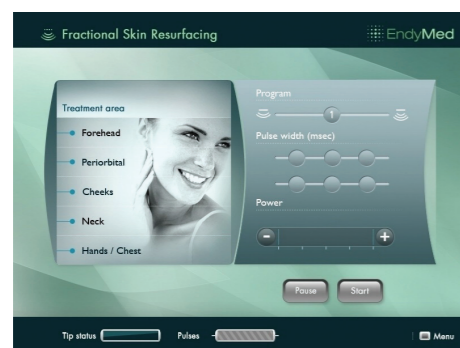 Fractional Skin Resurfacing
EndyMed
Treatment area
Forehead
Periorbital
Cheeks
Neck
Hands / Chest
Program
1
Pulse width (msec)
Power
Pause
Start
Tip status
Pulses
Menu